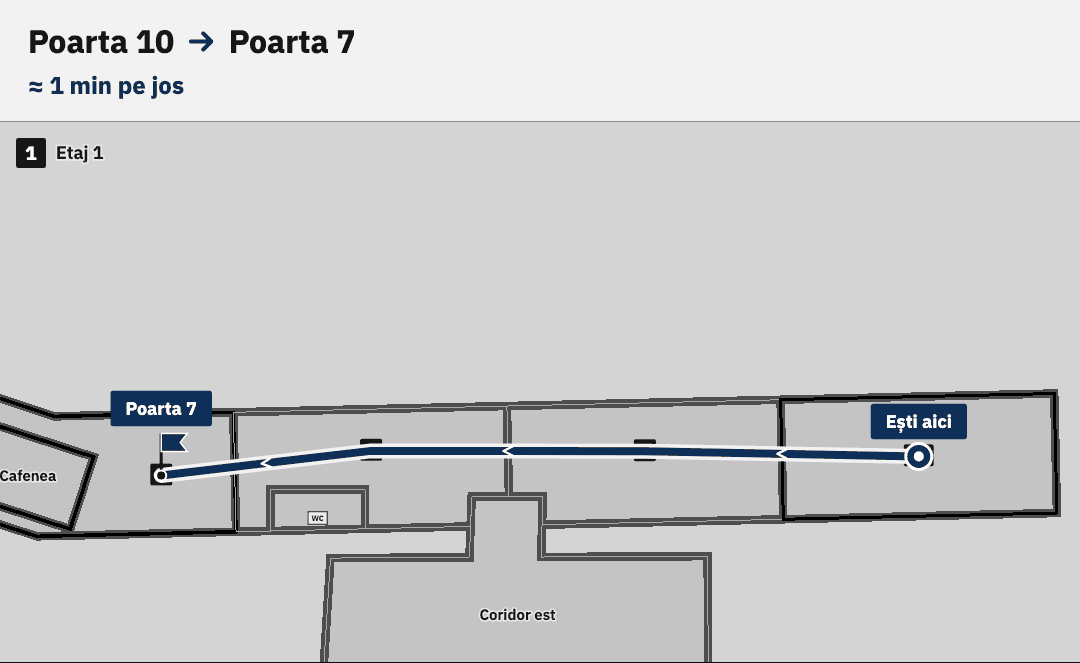 Poarta 10 → Poarta 7
≈ 1 min pe jos
1 Etaj 1
Poarta 7
Ești aici
Cafenea
WC
Coridor est